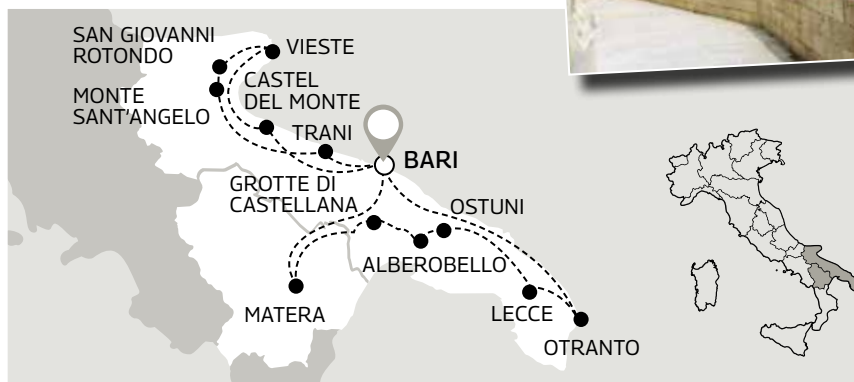 SAN GIOVANNI
ROTONDO
VIESTE
MONTE
SANT'ANGELO
CASTEL
DEL MONTE
TRANI
BARI
GROTTE DI
CASTELLANA
OSTUNI
ALBEROBELLO
MATERA
LECCE
OTRANTO